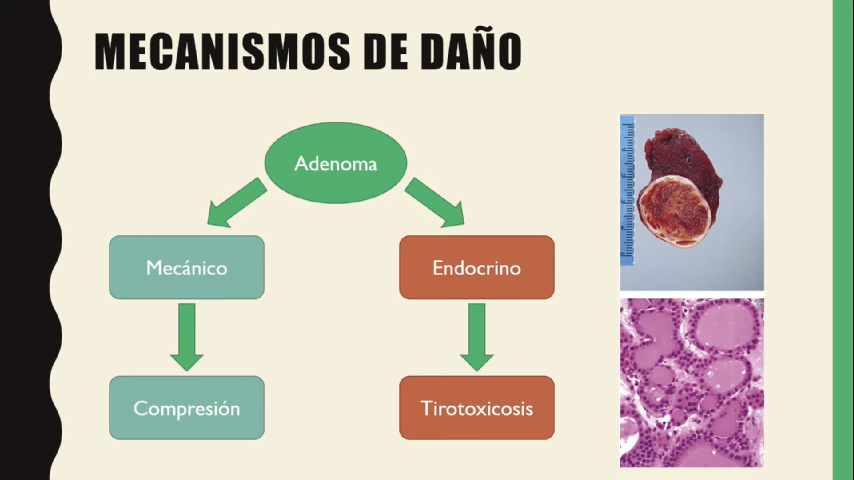 MECANISMOS DE DAÑO
Adenoma
Mecánico
Endocrino
Compresión
Tirotoxicosis